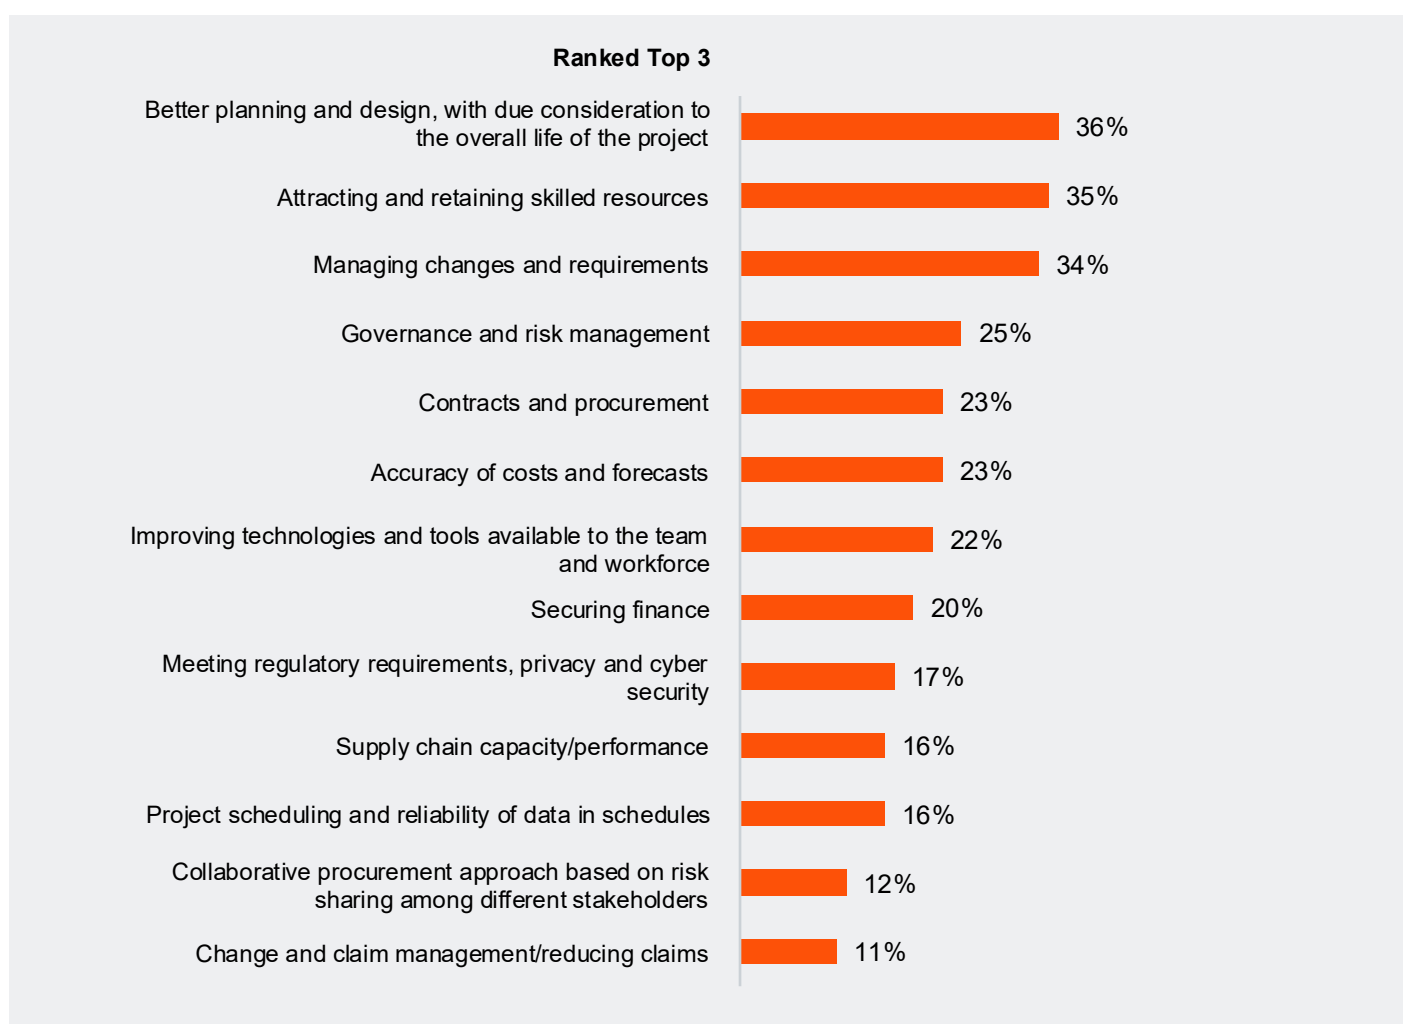 Ranked Top 3
Better planning and design, with due consideration to
the overall life of the project
36%
Attracting and retaining skilled resources
35%
Managing changes and requirements
34%
Governance and risk management
25%
Contracts and procurement
23%
Accuracy of costs and forecasts
23%
Improving technologies and tools available to the team
and workforce
22%
Securing finance
20%
Meeting regulatory requirements, privacy and cyber
security
17%
Supply chain capacity/performance
16%
Project scheduling and reliability of data in schedules
16%
Collaborative procurement approach based on risk
sharing among different stakeholders
12%
Change and claim management/reducing claims
11%